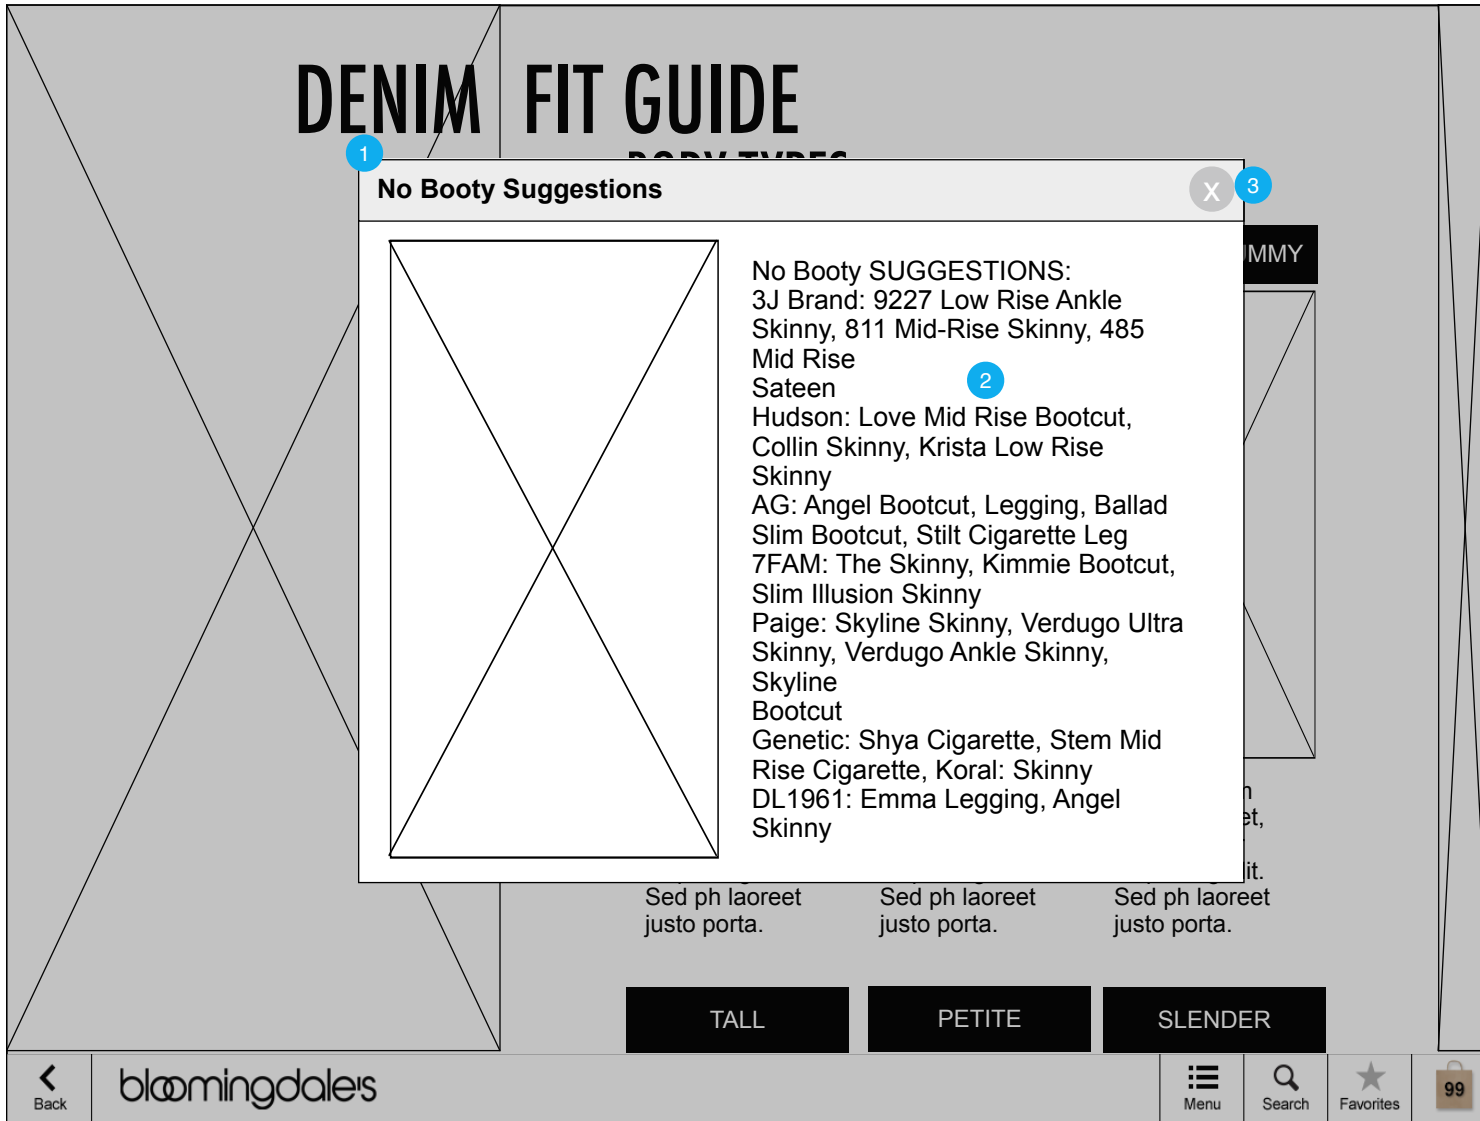 DENIM FIT GUIDE
BODY TYPES
1
No Booty Suggestions
X
3
MMY
No Booty SUGGESTIONS:
3J Brand: 9227 Low Rise Ankle
Skinny, 811 Mid-Rise Skinny, 485
Mid Rise
Sateen
2
Hudson: Love Mid Rise Bootcut,
Collin Skinny, Krista Low Rise
Skinny
AG: Angel Bootcut, Legging, Ballad
Slim Bootcut, Stilt Cigarette Leg
7FAM: The Skinny, Kimmie Bootcut,
Slim Illusion Skinny
Paige: Skyline Skinny, Verdugo Ultra
Skinny, Verdugo Ankle Skinny,
Skyline
Bootcut
Genetic: Shya Cigarette, Stem Mid
Rise Cigarette, Koral: Skinny
DL1961: Emma Legging, Angel
Skinny
et,
it.
Sed ph laoreet
justo porta.
Sed ph laoreet
justo porta.
Sed ph laoreet
justo porta.
TALL
PETITE
SLENDER
Back
bloomingdale's
Menu
Search
Favorites
99